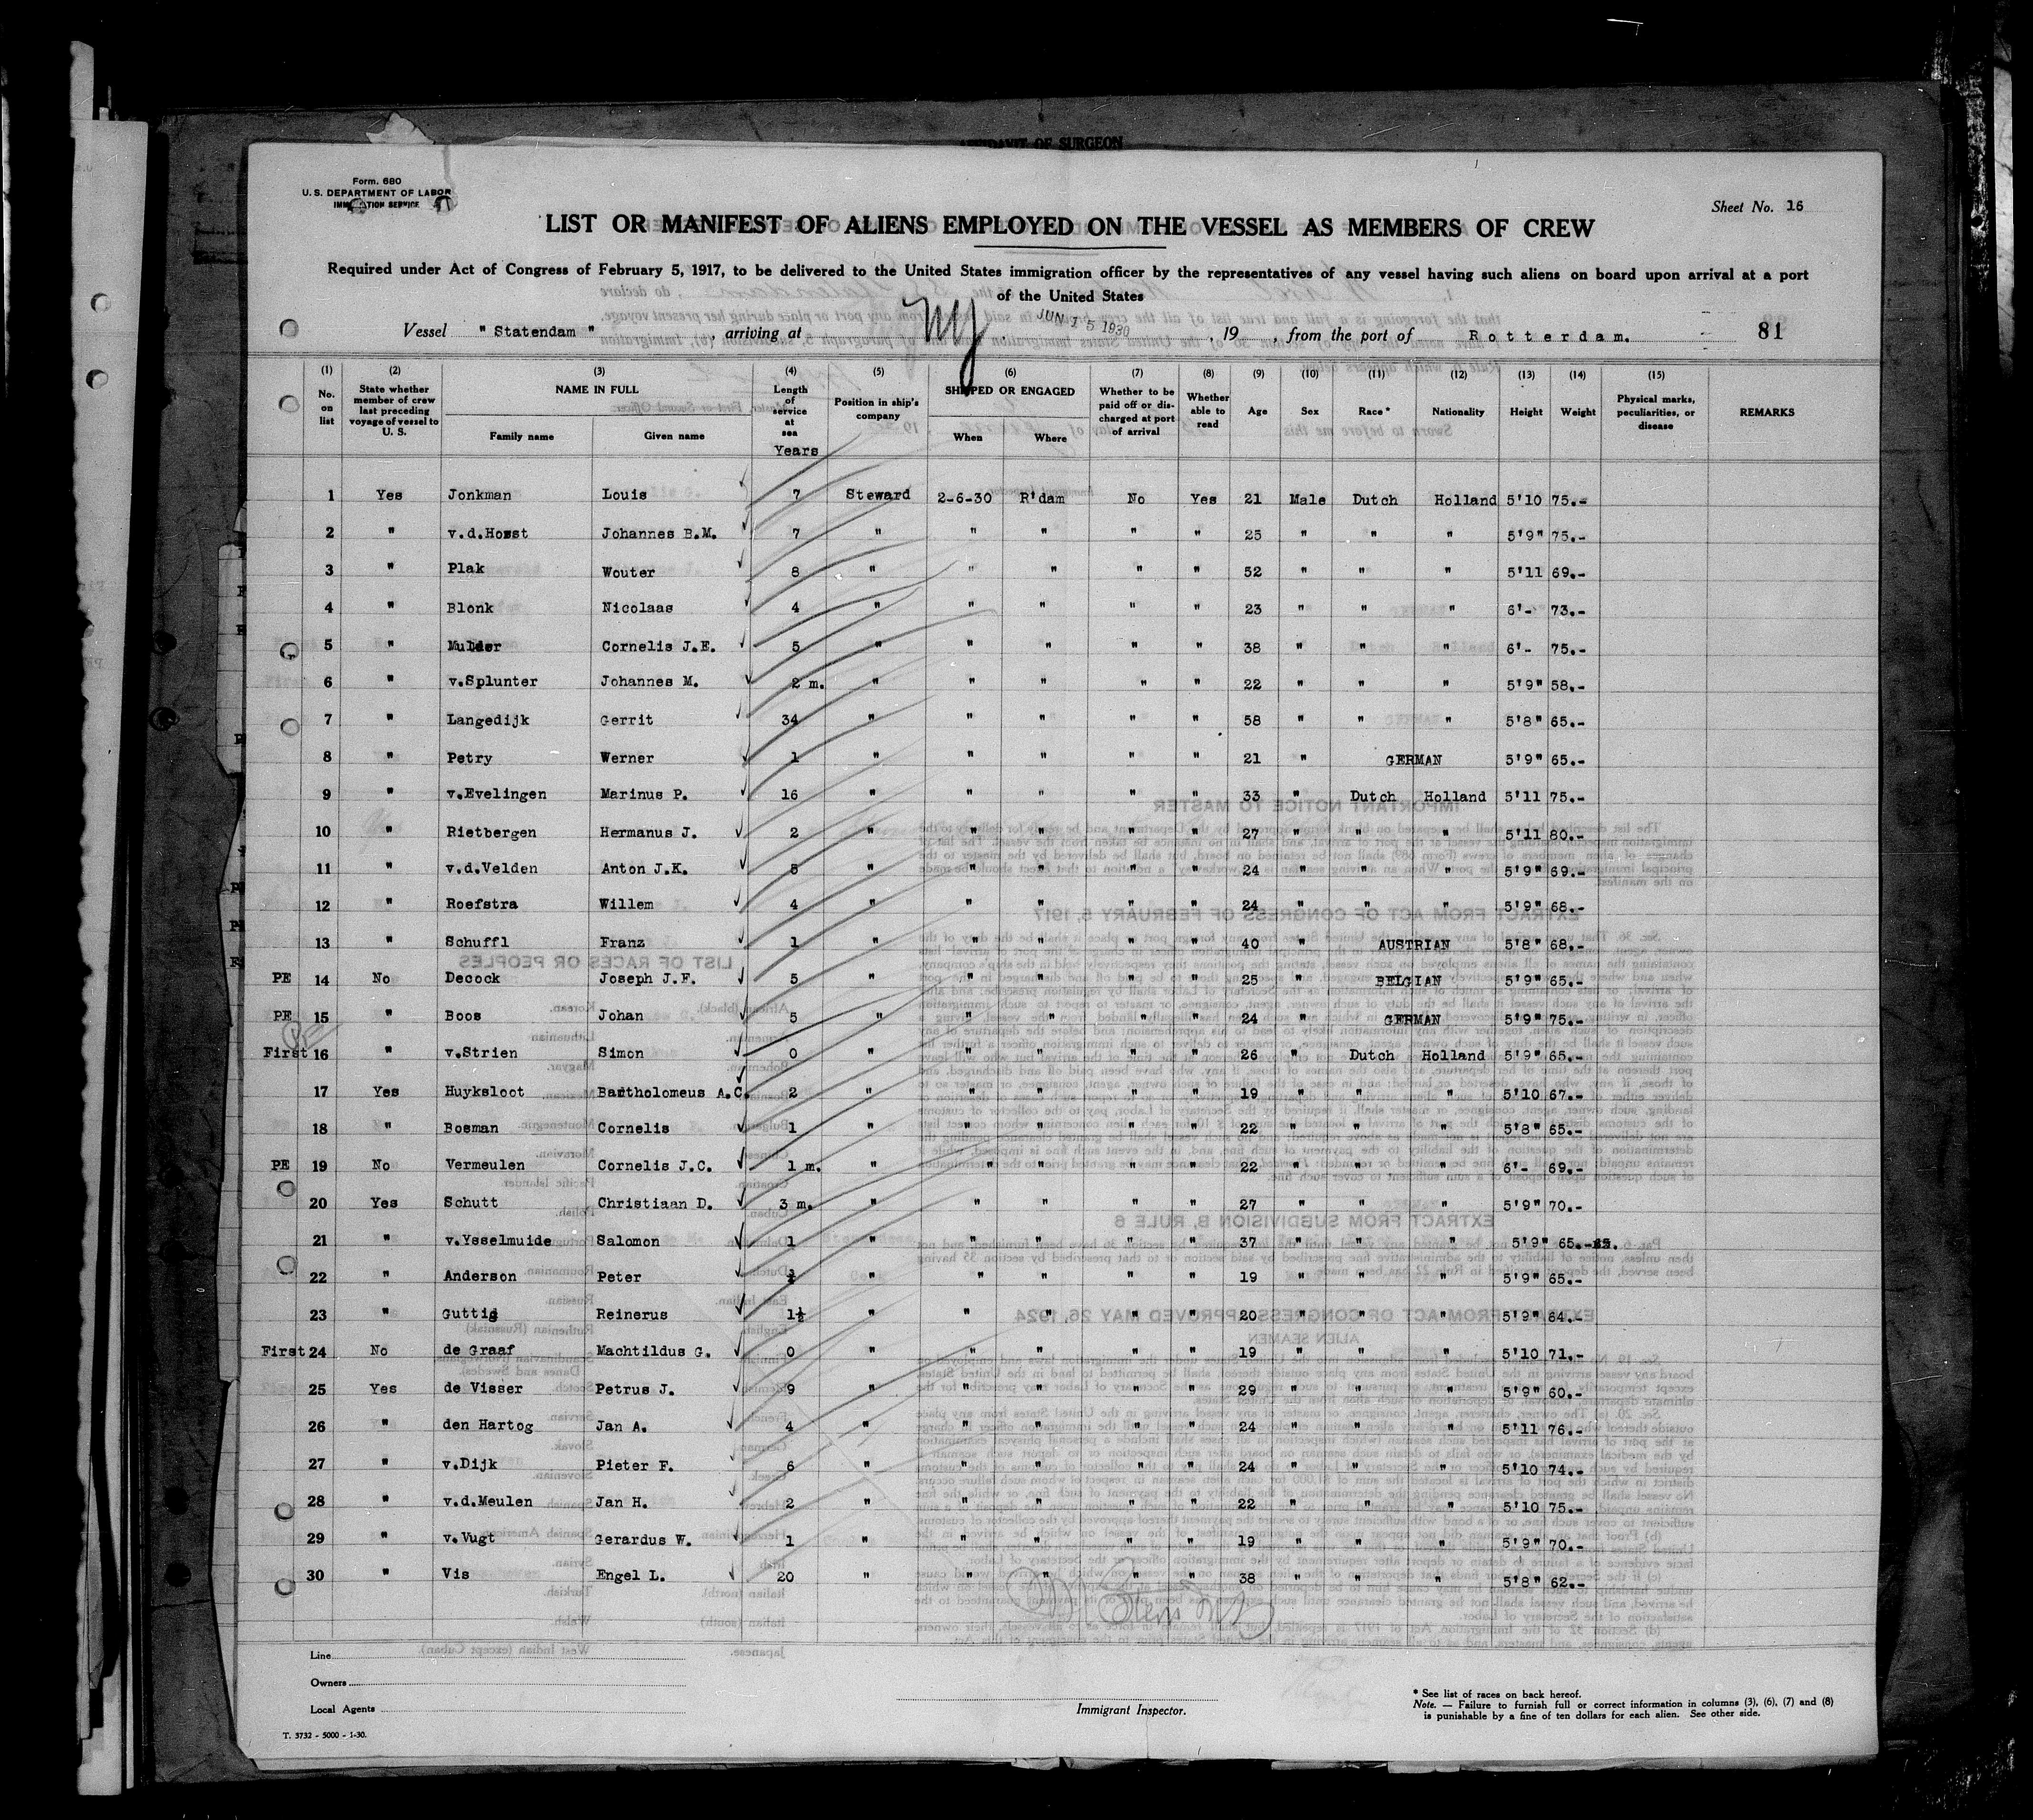 AFFIDAVIT OF SURGEON
Form. 680
U. S. DEPARTMENT OF LABOR
IMMIGRATION SERVICE
Sheet No. 16
LIST OR MANIFEST OF ALIENS EMPLOYED ON THE VESSEL AS MEMBERS OF CREW
Required under Act of Congress of February 5, 1917, to be delivered to the United States immigration officer by the representatives of any vessel having such aliens on board upon arrival at a port
of the United States
Vessel "Statendam", arriving at NY JUN 15 1930, 19 , from the port of Rotterdam. 81
(1) No. on list (2) State whether member of crew last preceding voyage of vessel to U. S. (3) NAME IN FULL Family name Given name (4) Length of service at sea Years (5) Position in ship's company (6) SHIPPED OR ENGAGED When Where (7) Whether to be paid off or discharged at port of arrival (8) Whether able to read (9) Age (10) Sex (11) Race* (12) Nationality (13) Height (14) Weight (15) Physical marks, peculiarities, or disease REMARKS
1 Yes Jonkman Louis 7 Steward 2-6-30 R'dam No Yes 21 Male Dutch Holland 5'10 75.-
2 " v.d.Horst Johannes B.M. 7 " " " " " 25 " " " 5'9" 75.-
3 " Plak Wouter 8 " " " " " 52 " " " 5'11 69.-
4 " Blonk Nicolaas 4 " " " " " 23 " " " 6'- 73.-
5 " Mulder Cornelis J.E. 5 " " " " " 38 " " " 6'- 75.-
6 " v.Splunter Johannes M. 2 m. " " " " " 22 " " " 5'9" 58.-
7 " Langedijk Gerrit 34 " " " " " 58 " " " 5'8" 65.-
8 " Petry Werner 1 " " " " " 21 " GERMAN 5'9" 65.-
9 " v.Evelingen Marinus P. 16 " " " " " 33 " Dutch Holland 5'11 75.-
10 " Rietbergen Hermanus J. 2 " " " " " 27 " " " 5'11 80.-
11 " v.d.Velden Anton J.K. 5 " " " " " 24 " " " 5'9" 69.-
12 " Roefstra Willem 4 " " " " " 24 " " " 5'9" 68.-
13 " Schuffl Franz 1 " " " " " 40 " AUSTRIAN 5'8" 68.-
PE 14 No Decock Joseph J.F. 5 " " " " " 25 " BELGIAN 5'9" 65.-
PE 15 " Boos Johan 5 " " " " " 24 " GERMAN 5'9" 75.-
PE
First 16 " v.Strien Simon 0 " " " " " 26 " Dutch Holland 5'9" 65.-
17 Yes Huyksloot Bartholomeus A.C. 2 " " " " " 19 " " " 5'10 67.-
18 " Bosman Cornelis 1 " " " " " 22 " " " 5'8" 65.-
PE 19 No Vermeulen Cornelis J.C. 1 m. " " " " " 22 " " " 6'- 69.-
20 Yes Schutt Christiaan D. 3 m. " " " " " 27 " " " 5'9" 70.-
21 " v.Ysselmuide Salomon 1 " " " " " 37 " " " 5'9" 65.-
22 " Anderson Peter ¾ " " " " " 19 " " " 5'9" 65.-
23 " Guttig Reinerus 1½ " " " " " 20 " " " 5'9" 64.-
First 24 No de Graaf Machtildus G. 0 " " " " " 19 " " " 5'10 71.-
25 Yes de Visser Petrus J. 9 " " " " " 29 " " " 5'9" 60.-
26 " den Hartog Jan A. 4 " " " " " 24 " " " 5'11 76.-
27 " v.Dijk Pieter F. 6 " " " " " 24 " " " 5'10 74.-
28 " v.d.Meulen Jan H. 2 " " " " " 22 " " " 5'10 75.-
29 " v.Vugt Gerardus W. 1 " " " " " 19 " " " 5'9" 70.-
30 " Vis Engel L. 20 " " " " " 38 " " " 5'8" 62.-
Line
Owners
Local Agents
Immigrant Inspector.
* See list of races on back hereof.
Note. — Failure to furnish full or correct information in columns (3), (6), (7) and (8)
is punishable by a fine of ten dollars for each alien. See other side.
T. 3732 - 5000 - 1-30.